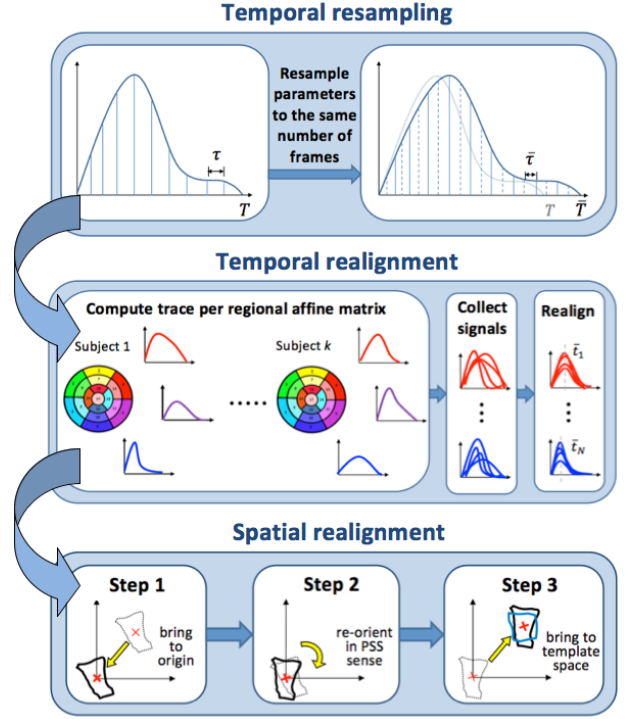 Temporal resampling
Resample
parameters
to the same
number of
frames
τ
T
τ̄
T
T̄
Temporal realignment
Compute trace per regional affine matrix
Subject 1
Subject k
Collect
signals
Realign
t̄₁
t̄N
Spatial realignment
Step 1
bring
to
origin
Step 2
re-orient
in PSS
sense
Step 3
bring to
template
space